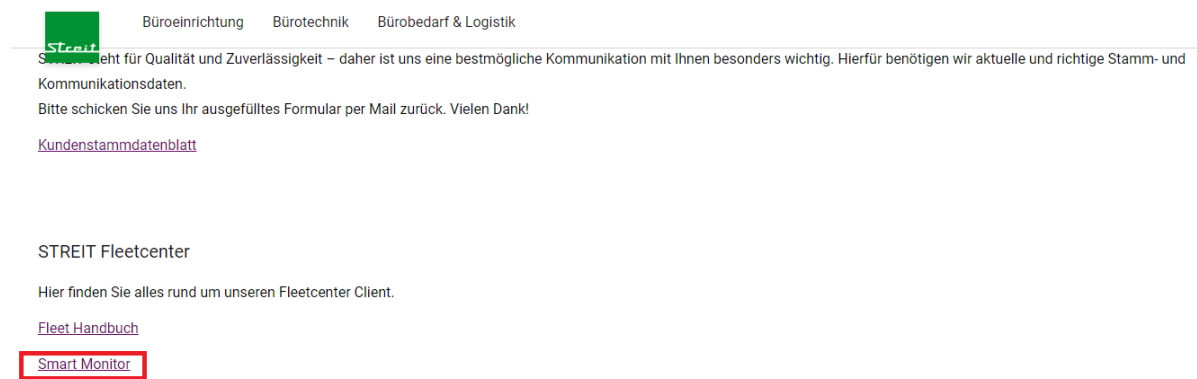 Büroeinrichtung Bürotechnik Bürobedarf & Logistik
Streit
steht für Qualität und Zuverlässigkeit – daher ist uns eine bestmögliche Kommunikation mit Ihnen besonders wichtig. Hierfür benötigen wir aktuelle und richtige Stamm- und
Kommunikationsdaten.
Bitte schicken Sie uns Ihr ausgefülltes Formular per Mail zurück. Vielen Dank!
Kundenstammdatenblatt
STREIT Fleetcenter
Hier finden Sie alles rund um unseren Fleetcenter Client.
Fleet Handbuch
Smart Monitor